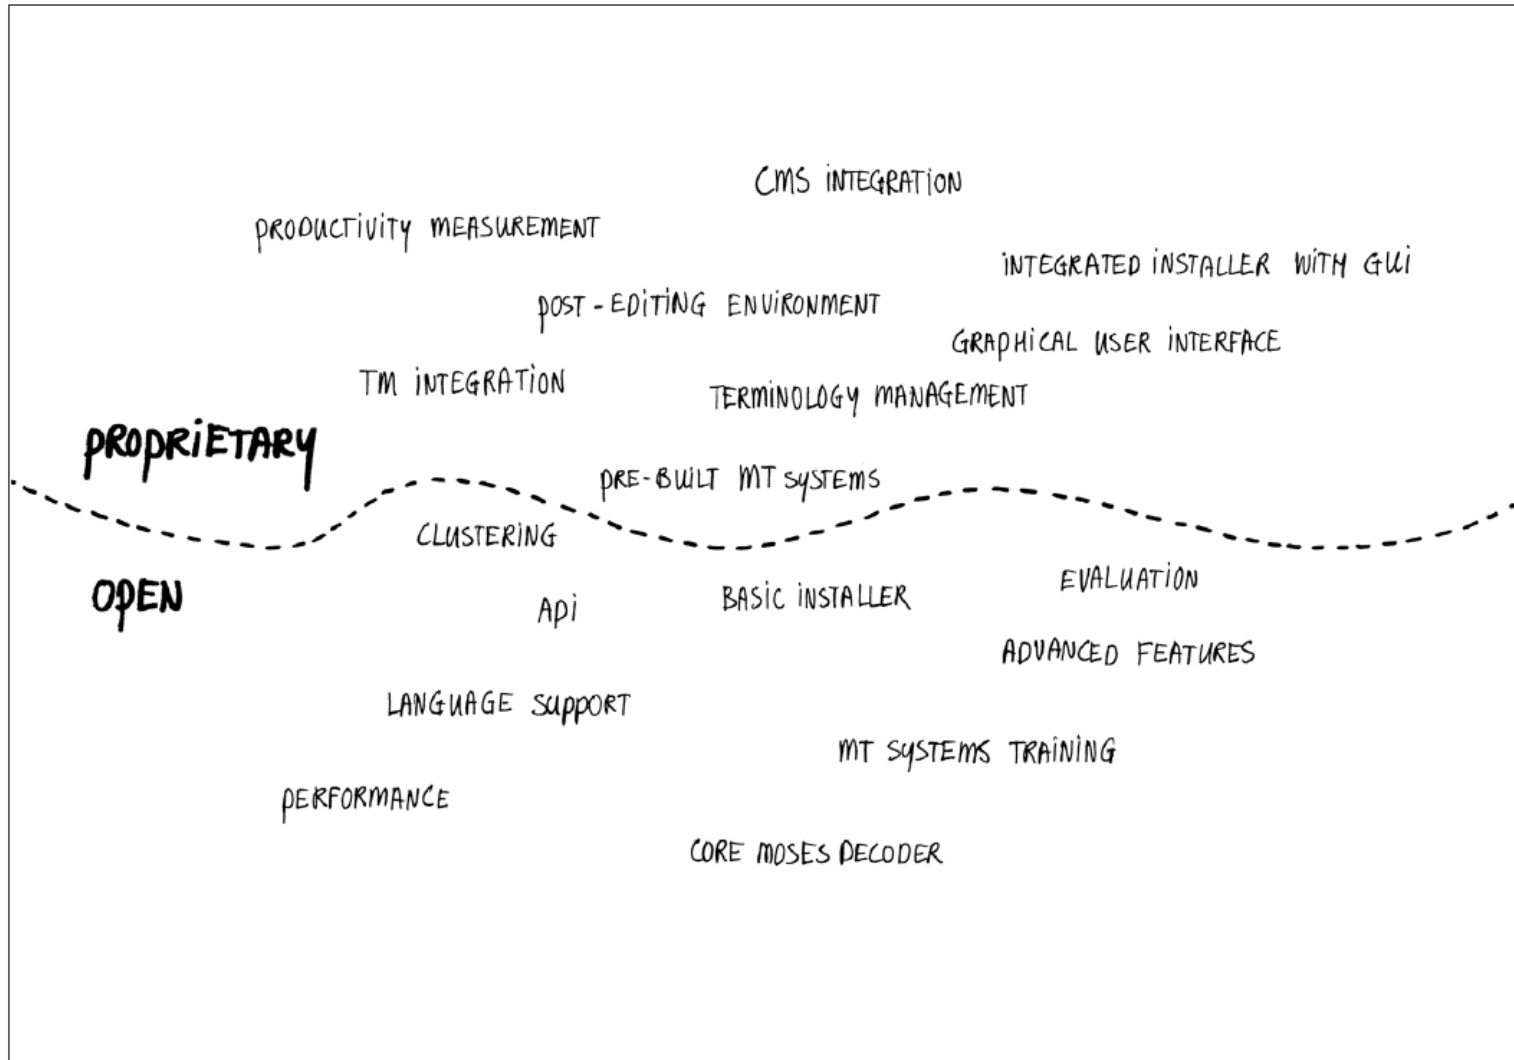 CMS INTEGRATION
PRODUCTIVITY MEASUREMENT
INTEGRATED INSTALLER WITH GUI
POST-EDITING ENVIRONMENT
GRAPHICAL USER INTERFACE
TM INTEGRATION
TERMINOLOGY MANAGEMENT
PROPRIETARY
PRE-BUILT MT SYSTEMS
CLUSTERING
EVALUATION
OPEN
BASIC INSTALLER
API
ADVANCED FEATURES
LANGUAGE SUPPORT
MT SYSTEMS TRAINING
PERFORMANCE
CORE MOSES DECODER